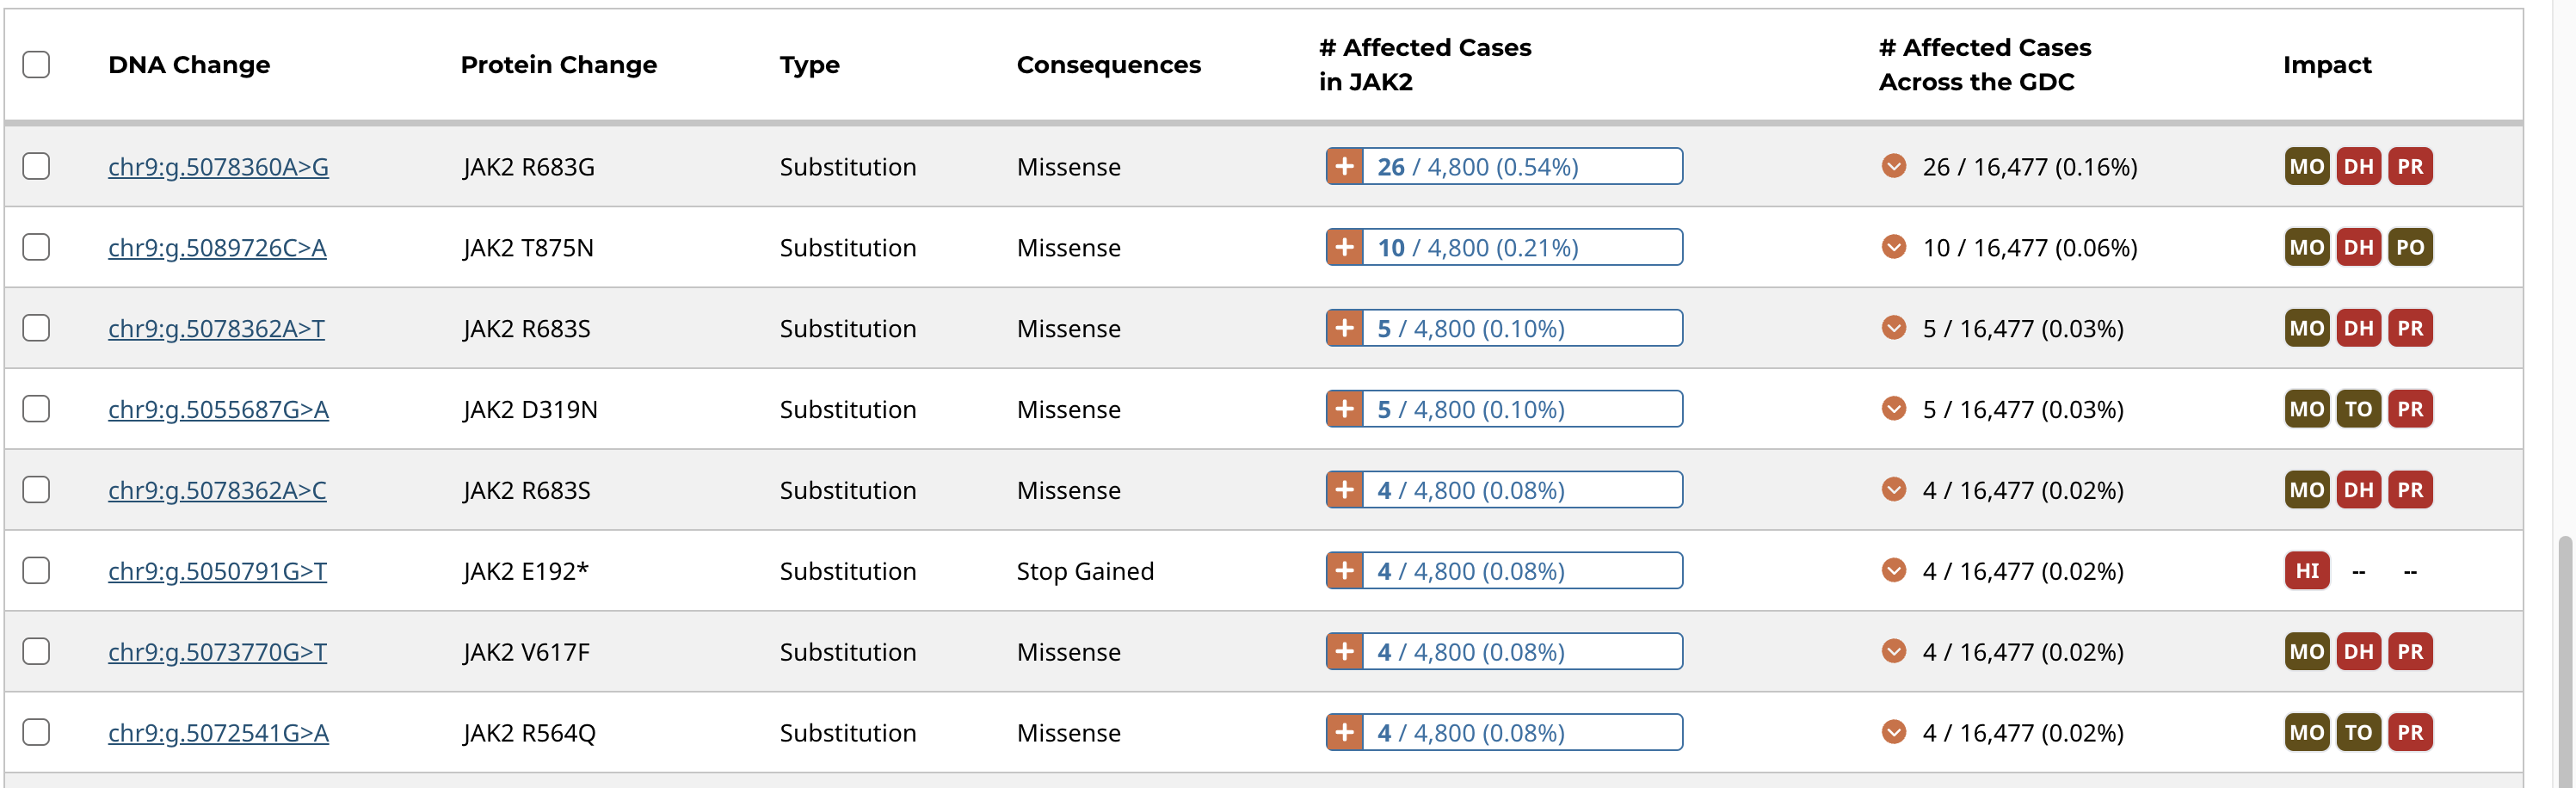 DNA Change Protein Change Type Consequences # Affected Cases in JAK2 # Affected Cases Across the GDC Impact
chr9:g.5078360A>G JAK2 R683G Substitution Missense + 26 / 4,800 (0.54%) 26 / 16,477 (0.16%) MO DH PR
chr9:g.5089726C>A JAK2 T875N Substitution Missense + 10 / 4,800 (0.21%) 10 / 16,477 (0.06%) MO DH PO
chr9:g.5078362A>T JAK2 R683S Substitution Missense + 5 / 4,800 (0.10%) 5 / 16,477 (0.03%) MO DH PR
chr9:g.5055687G>A JAK2 D319N Substitution Missense + 5 / 4,800 (0.10%) 5 / 16,477 (0.03%) MO TO PR
chr9:g.5078362A>C JAK2 R683S Substitution Missense + 4 / 4,800 (0.08%) 4 / 16,477 (0.02%) MO DH PR
chr9:g.5050791G>T JAK2 E192* Substitution Stop Gained + 4 / 4,800 (0.08%) 4 / 16,477 (0.02%) HI -- --
chr9:g.5073770G>T JAK2 V617F Substitution Missense + 4 / 4,800 (0.08%) 4 / 16,477 (0.02%) MO DH PR
chr9:g.5072541G>A JAK2 R564Q Substitution Missense + 4 / 4,800 (0.08%) 4 / 16,477 (0.02%) MO TO PR